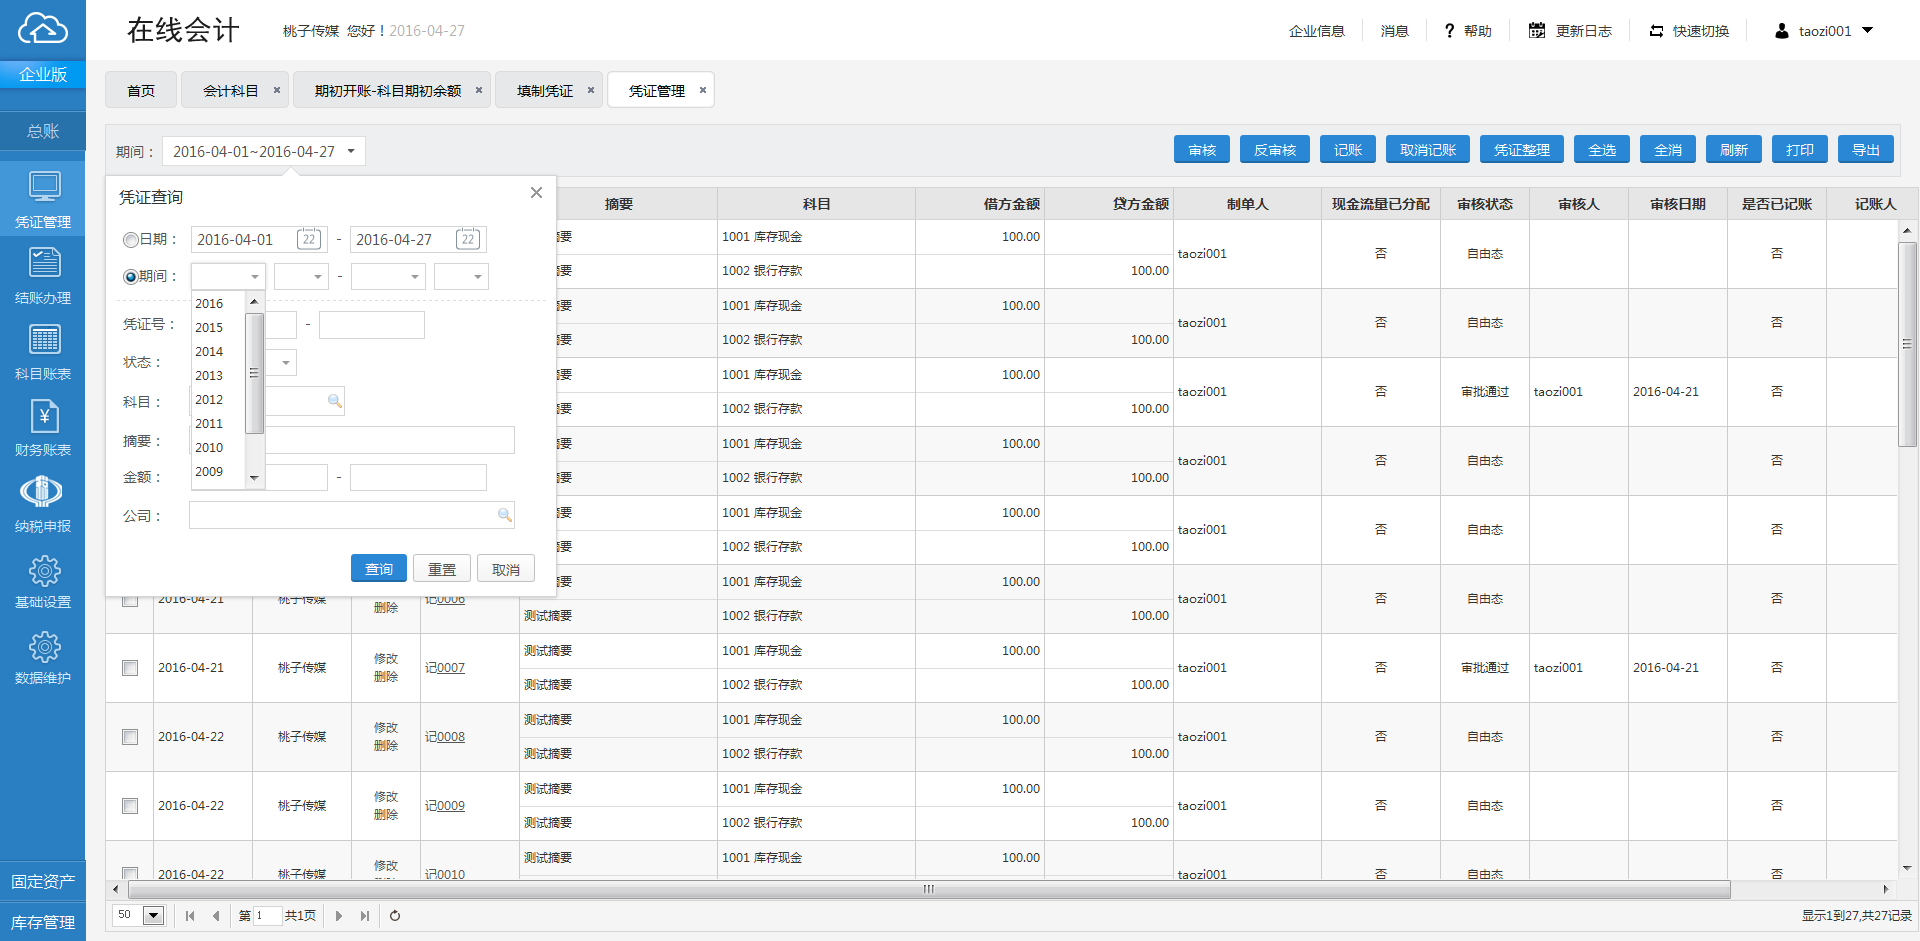 在线会计
桃子传媒 您好！2016-04-27
企业信息 消息 ? 帮助 更新日志 快速切换 taozi001
企业版
总账
凭证管理
结账办理
科目账表
¥
财务账表
纳税申报
基础设置
数据维护
固定资产
库存管理
首页 会计科目 × 期初开账-科目期初余额 × 填制凭证 × 凭证管理 ×
期间： 2016-04-01~2016-04-27
审核 反审核 记账 取消记账 凭证整理 全选 全消 刷新 打印 导出
凭证查询
日期： 2016-04-01 22 - 2016-04-27 22
期间： -
2016
2015
2014
2013
2012
2011
2010
2009
凭证号： -
状态：
科目：
摘要：
金额： -
公司：
查询 重置 取消
摘要 科目 借方金额 贷方金额 制单人 现金流量已分配 审核状态 审核人 审核日期 是否已记账 记账人
要 1001 库存现金 100.00
taozi001 否 自由态 否
要 1002 银行存款 100.00
要 1001 库存现金 100.00
taozi001 否 自由态 否
要 1002 银行存款 100.00
要 1001 库存现金 100.00
taozi001 否 审批通过 taozi001 2016-04-21 否
要 1002 银行存款 100.00
要 1001 库存现金 100.00
taozi001 否 自由态 否
要 1002 银行存款 100.00
要 1001 库存现金 100.00
taozi001 否 自由态 否
要 1002 银行存款 100.00
要 1001 库存现金 100.00
2016-04-21 桃子传媒 记0006 taozi001 否 自由态 否
删除 测试摘要 1002 银行存款 100.00
测试摘要 1001 库存现金 100.00
修改
2016-04-21 桃子传媒 记0007 taozi001 否 审批通过 taozi001 2016-04-21 否
删除
测试摘要 1002 银行存款 100.00
测试摘要 1001 库存现金 100.00
修改
2016-04-22 桃子传媒 记0008 taozi001 否 自由态 否
删除
测试摘要 1002 银行存款 100.00
测试摘要 1001 库存现金 100.00
修改
2016-04-22 桃子传媒 记0009 taozi001 否 自由态 否
删除
测试摘要 1002 银行存款 100.00
测试摘要 1001 库存现金 100.00
修改
2016-04-22 桃子传媒 记0010 taozi001 否 自由态 否
50 第 1 共1页 显示1到27,共27记录